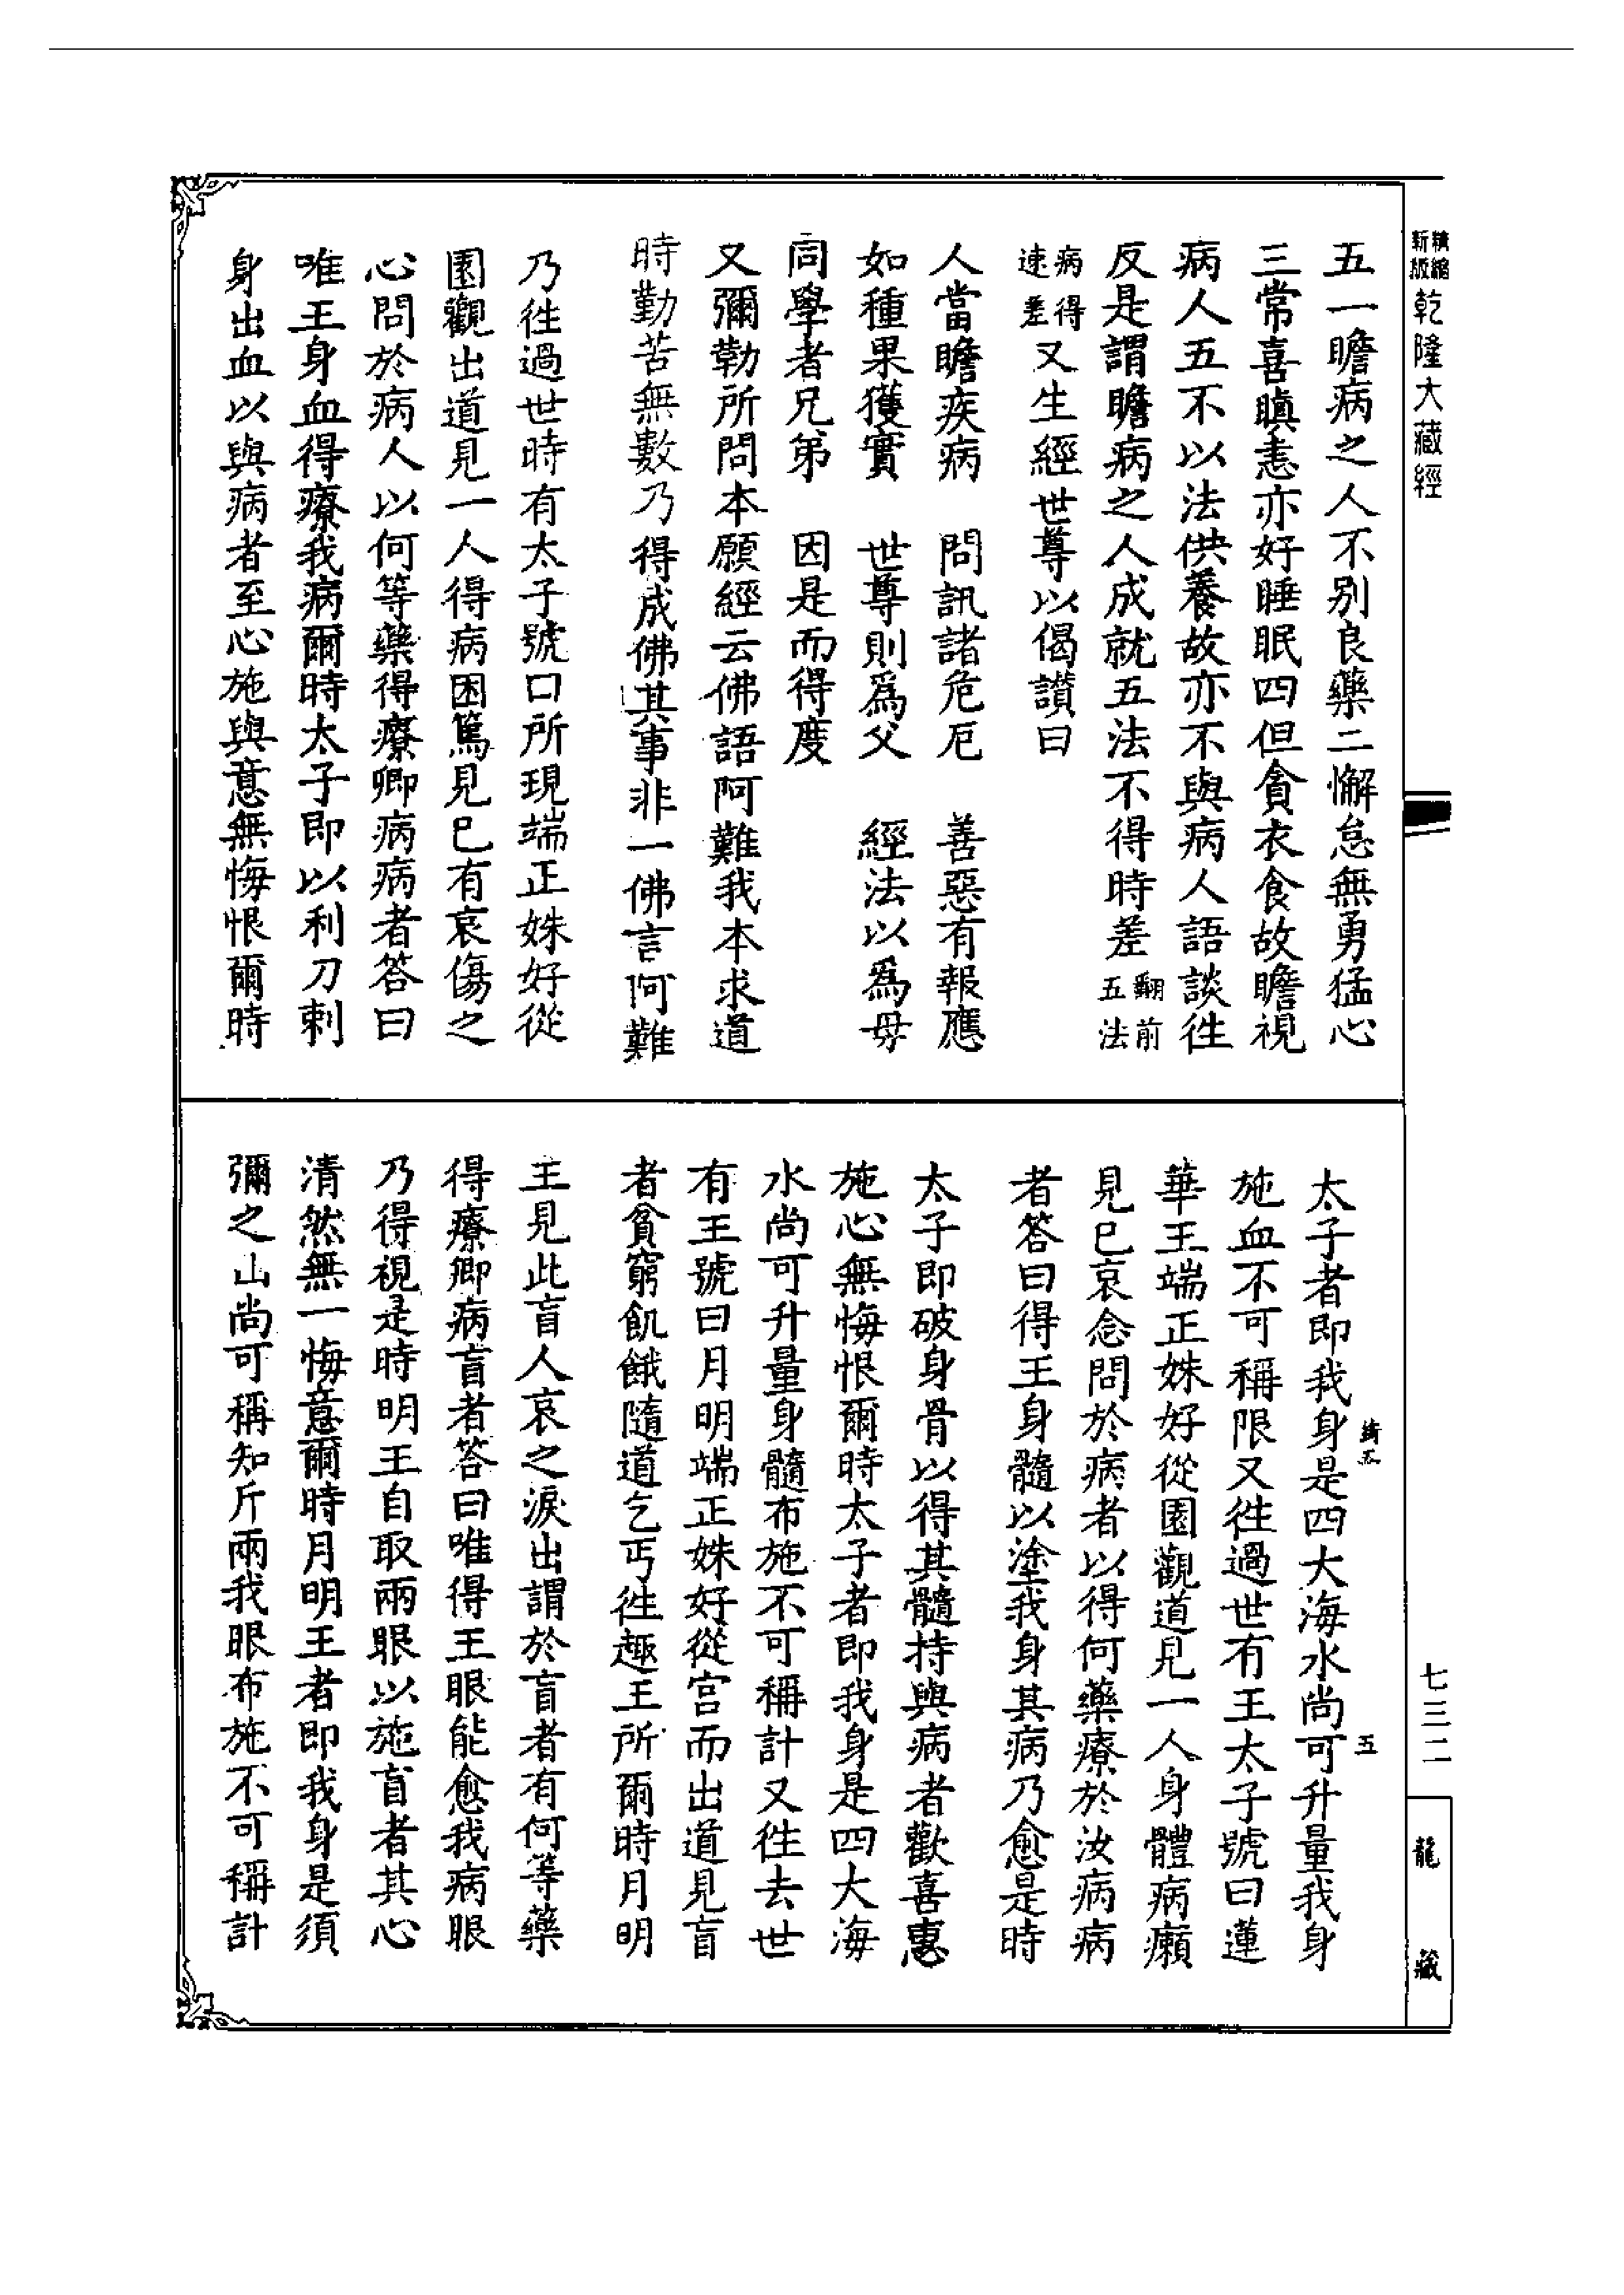 新版精縮乾隆大藏經
五一瞻病之人不別良藥二懈怠無勇猛心
三常喜瞋恚亦好睡眠四但貪衣食故瞻視
病人五不以法供養故亦不與病人語談往
反是謂瞻病之人成就五法不得時差翻前五法
病得速得差又生經世尊以偈讚曰
人當瞻疾病　問訊諸危厄　善惡有報應
如種果獲實　世尊則爲父　經法以爲母
同學者兄弟　因是而得度
又彌勒所問本願經云佛語阿難我本求道
時勤苦無數乃得成佛其事非一佛言阿難
乃徃過世時有太子號口所現端正姝好從
園觀出道見一人得病困篤見已有哀傷之
心問於病人以何等藥得療卿病病者答曰
唯王身血得療我病爾時太子即以利刀刺
身出血以與病者至心施與意無悔恨爾時
太子者即我身是四大海水尚可升量我身
施血不可稱限又徃過世有王太子號曰蓮
華王端正姝好從園觀道見一人身體病癩
見已哀念問於病者以得何藥療於汝病病
者答曰得王身髓以塗我身其病乃愈是時
太子即破身骨以得其髓持與病者歡喜惠
施心無悔恨爾時太子者即我身是四大海
水尚可升量身髓布施不可稱計又徃去世
有王號曰月明端正姝好從宮而出道見盲
者貧窮飢餓隨道乞丐徃趣王所爾時月明
王見此盲人哀之淚出謂於盲者有何等藥
得療卿病盲者答曰唯得王眼能愈我病眼
乃得視是時明王自取兩眼以施盲者其心
清然無一悔意爾時月明王者即我身是須
彌之山尚可稱知斤兩我眼布施不可稱計
綺五
五
七三二
龍藏